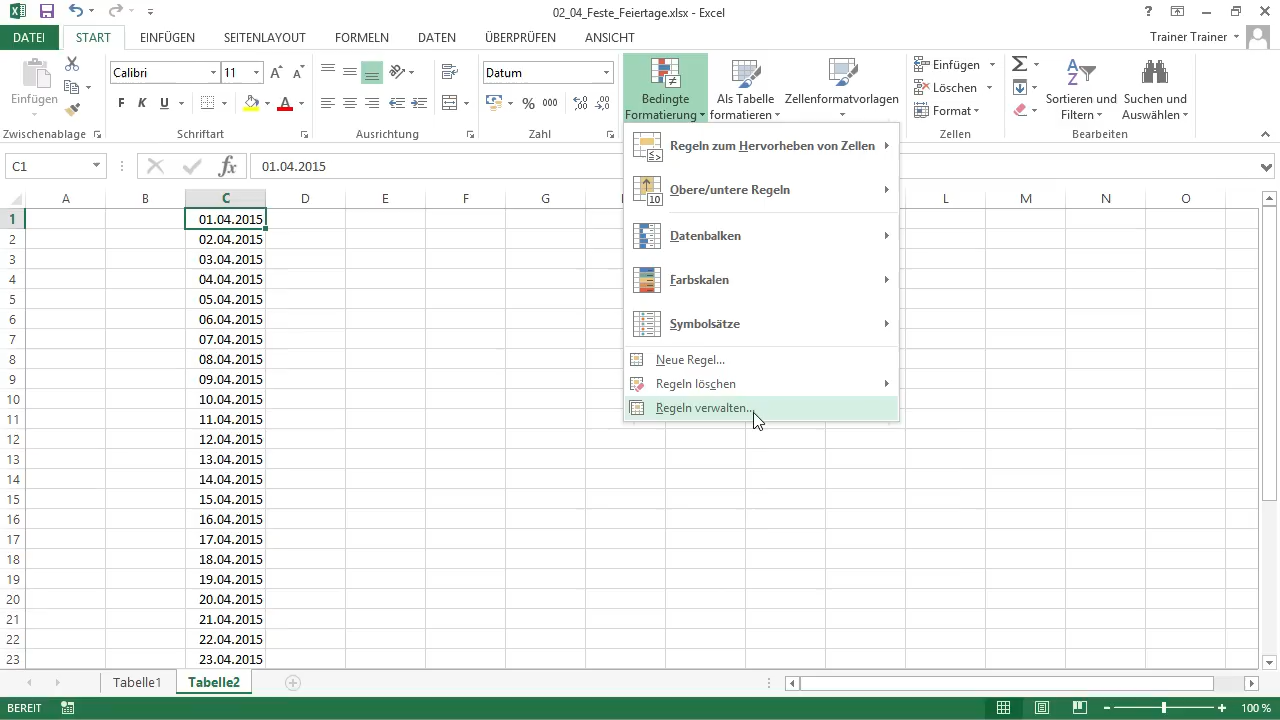 02_04_Feste_Feiertage.xlsx - Excel
?
DATEI START EINFÜGEN SEITENLAYOUT FORMELN DATEN ÜBERPRÜFEN ANSICHT
Trainer Trainer
Einfügen
Zwischenablage
Calibri 11
F K U
Schriftart
Ausrichtung
Datum
% 000
Zahl
Bedingte
Formatierung
Als Tabelle
formatieren
Zellenformatvorlagen
Einfügen
Löschen
Format
Zellen
Sortieren und
Filtern
Suchen und
Auswählen
Bearbeiten
Regeln zum Hervorheben von Zellen
Obere/untere Regeln
Datenbalken
Farbskalen
Symbolsätze
Neue Regel...
Regeln löschen
Regeln verwalten...
C1 fx 01.04.2015
A B C D E F G L M N O
1 01.04.2015
2 02.04.2015
3 03.04.2015
4 04.04.2015
5 05.04.2015
6 06.04.2015
7 07.04.2015
8 08.04.2015
9 09.04.2015
10 10.04.2015
11 11.04.2015
12 12.04.2015
13 13.04.2015
14 14.04.2015
15 15.04.2015
16 16.04.2015
17 17.04.2015
18 18.04.2015
19 19.04.2015
20 20.04.2015
21 21.04.2015
22 22.04.2015
23 23.04.2015
Tabelle1 Tabelle2
BEREIT
100 %